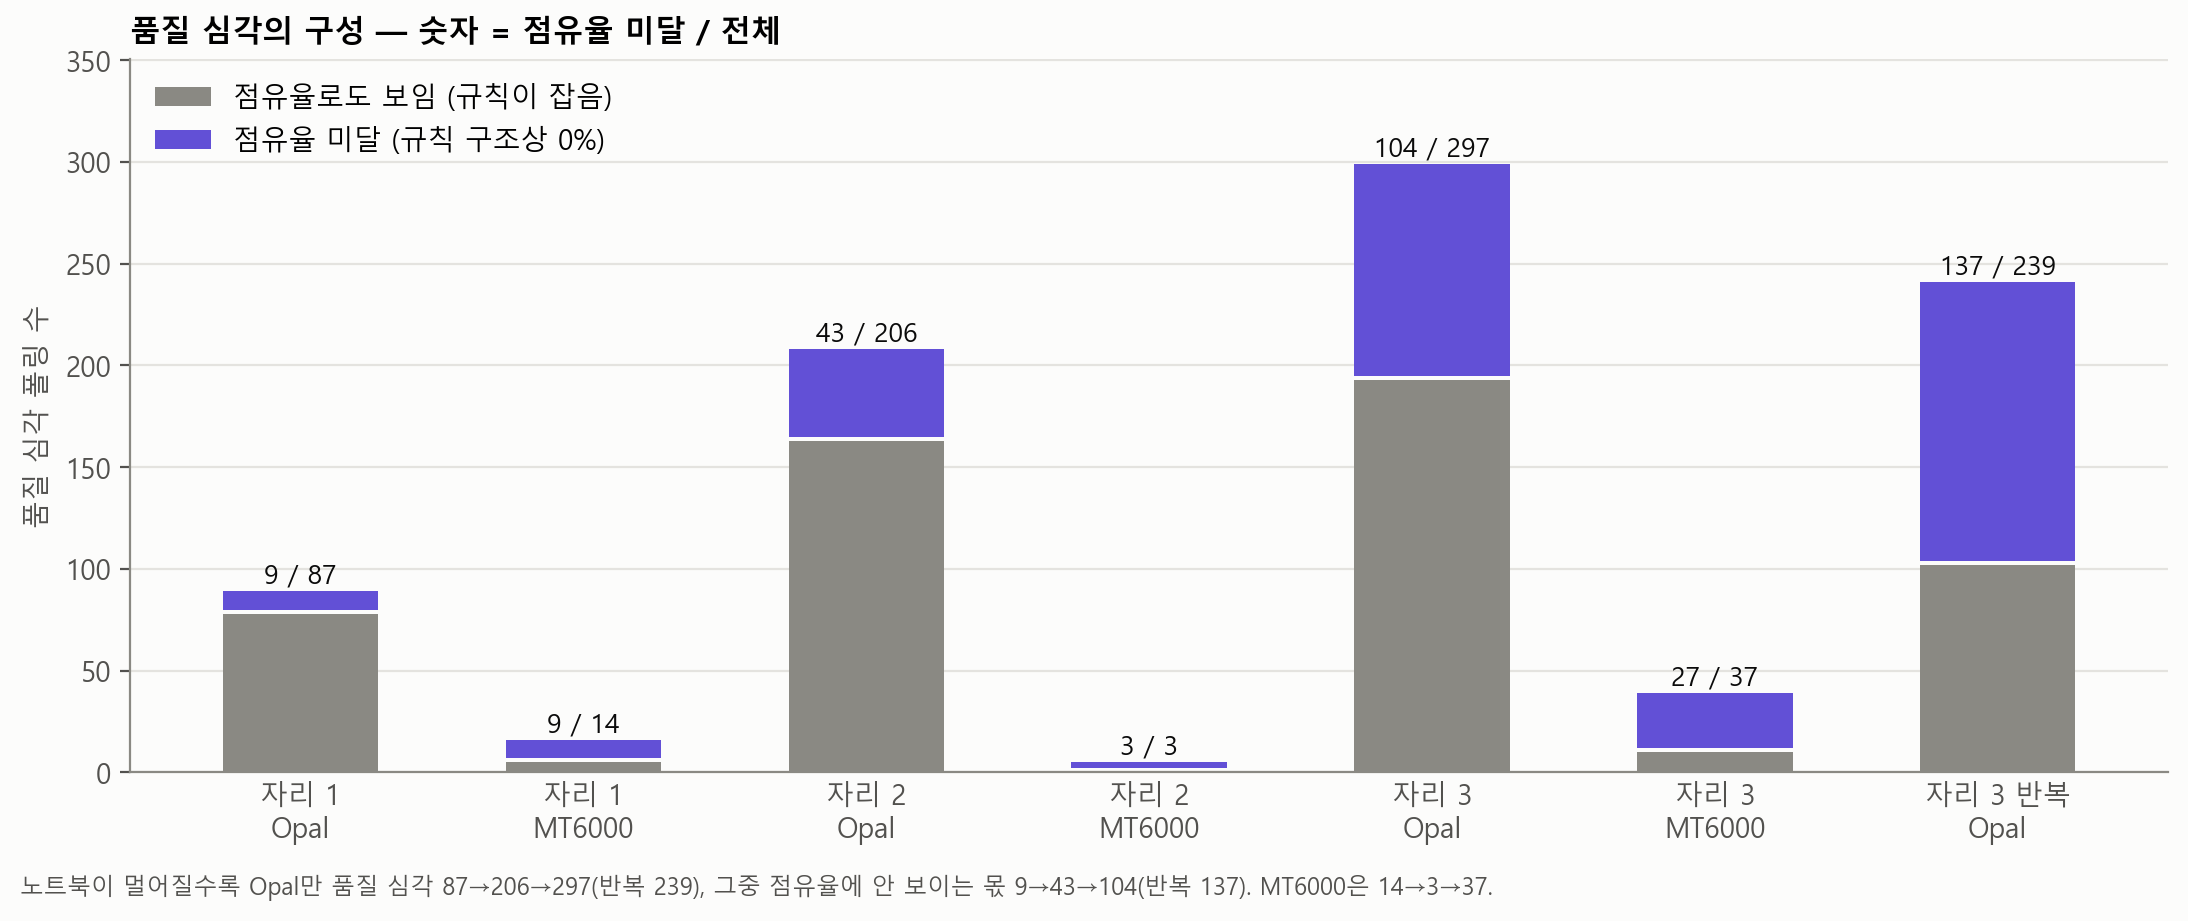 품질 심각의 구성 — 숫자 = 점유율 미달 / 전체
350
300
250
200
150
100
50
0
품질 심각 폴링 수
점유율로도 보임 (규칙이 잡음)
점유율 미달 (규칙 구조상 0%)
9 / 87
9 / 14
43 / 206
3 / 3
104 / 297
27 / 37
137 / 239
자리 1
Opal
자리 1
MT6000
자리 2
Opal
자리 2
MT6000
자리 3
Opal
자리 3
MT6000
자리 3 반복
Opal
노트북이 멀어질수록 Opal만 품질 심각 87→206→297(반복 239), 그중 점유율에 안 보이는 몫 9→43→104(반복 137). MT6000은 14→3→37.